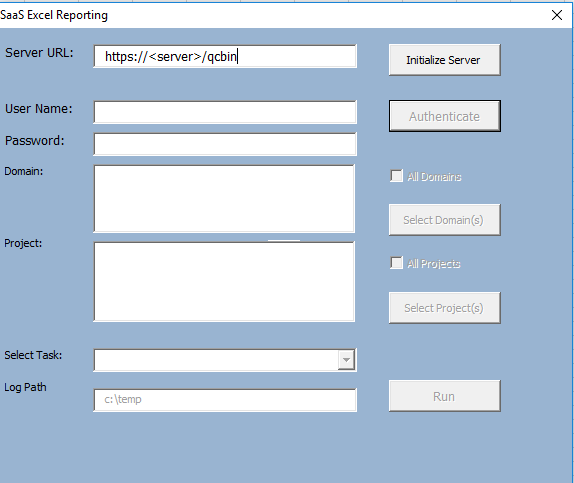 SaaS Excel Reporting
Server URL:
https://<server>/qcbin
Initialize Server
User Name:
Authenticate
Password:
Domain:
All Domains
Select Domain(s)
Project:
All Projects
Select Project(s)
Select Task:
Log Path
c:\temp
Run